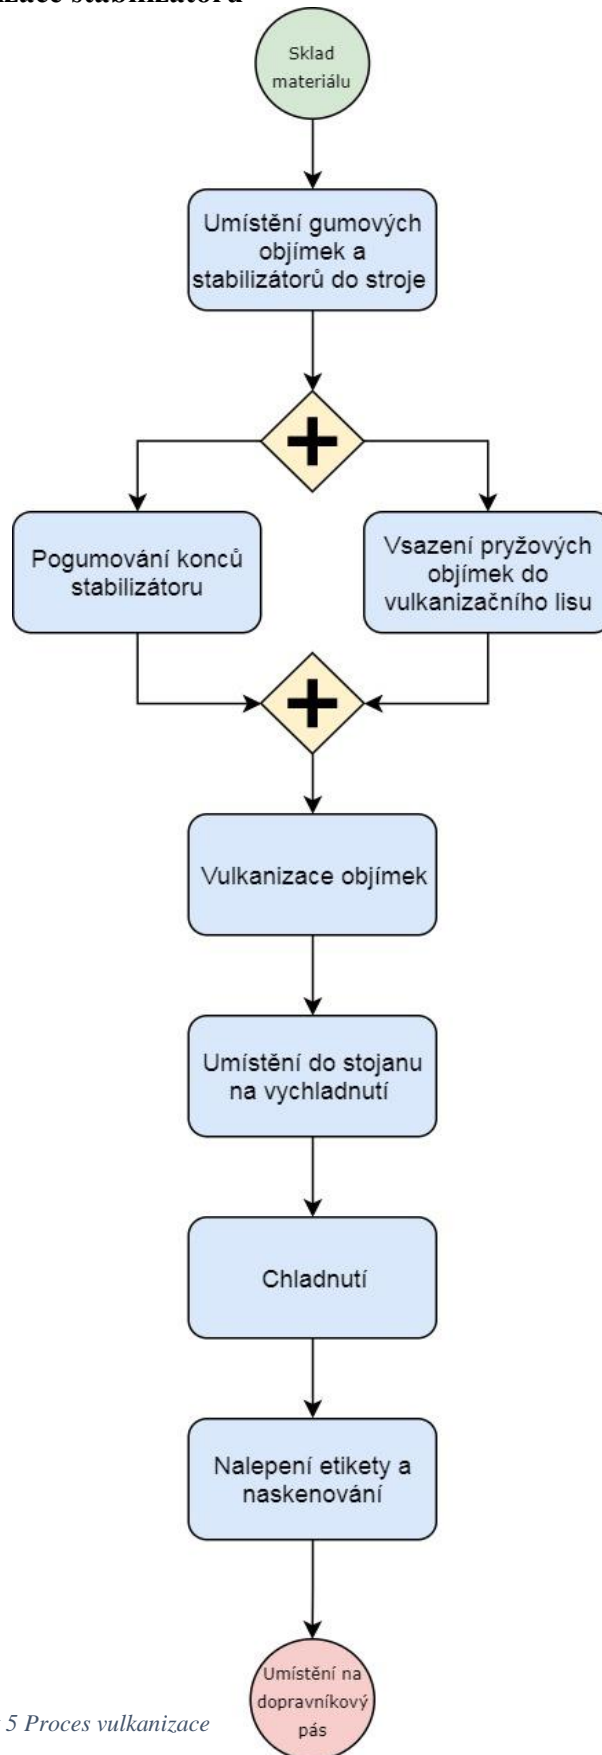 stabilizátorů
Sklad
materiálu
Umístění gumových
objímek a
stabilizátorů do stroje
Pogumování konců
stabilizátoru
Vsazení pryžových
objímek do
vulkanizačního lisu
Vulkanizace objímek
Umístění do stojanu
na vychladnutí
Chladnutí
Nalepení etikety a
naskenování
Umístění na
dopravníkový
pás
5 Proces vulkanizace